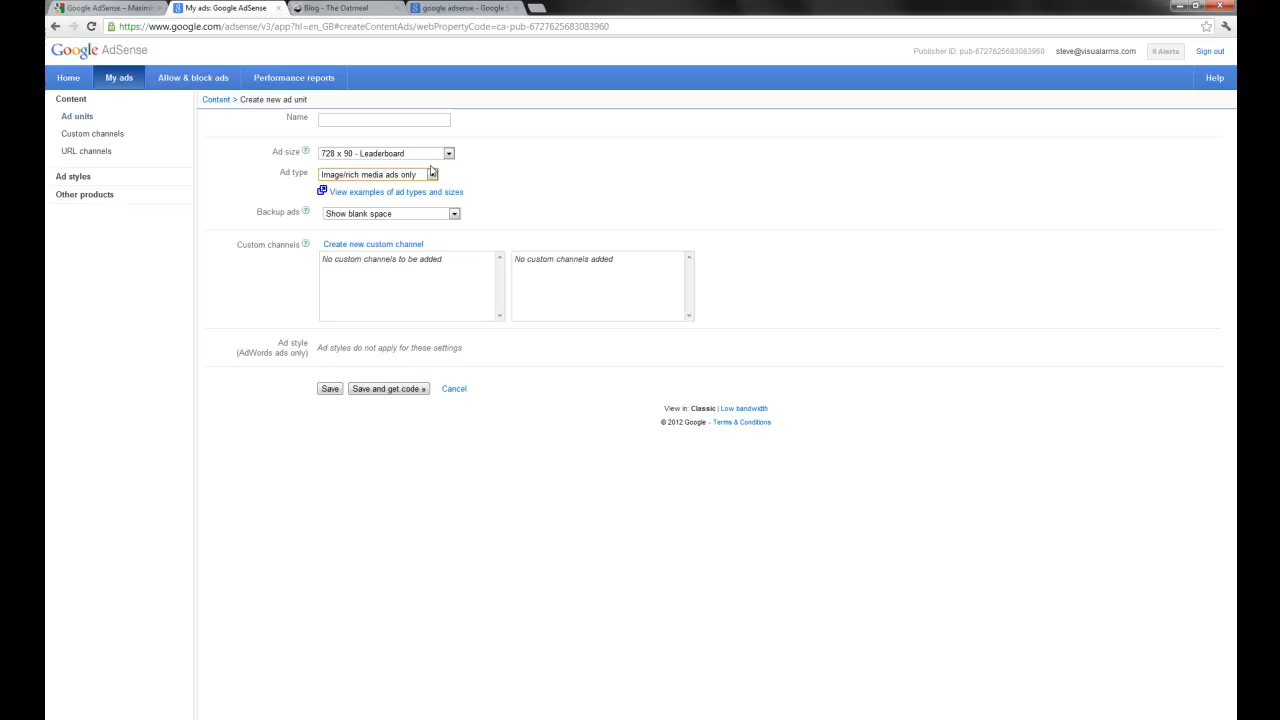 Google AdSense – Maximis
My ads: Google AdSense
Blog - The Oatmeal
google adsense - Google S
https://www.google.com/adsense/v3/app?hl=en_GB#createContentAds/webPropertyCode=ca-pub-6727625683083960
Google AdSense
Publisher ID: pub-6727625683083960
steve@visualarms.com
0 Alerts
Sign out
Home
My ads
Allow & block ads
Performance reports
Help
Content
Ad units
Custom channels
URL channels
Ad styles
Other products
Content > Create new ad unit
Name
Ad size ?
728 x 90 - Leaderboard
Ad type
Image/rich media ads only
View examples of ad types and sizes
Backup ads ?
Show blank space
Custom channels ?
Create new custom channel
No custom channels to be added
No custom channels added
Ad style
(AdWords ads only)
Ad styles do not apply for these settings
Save
Save and get code »
Cancel
View in: Classic | Low bandwidth
© 2012 Google - Terms & Conditions